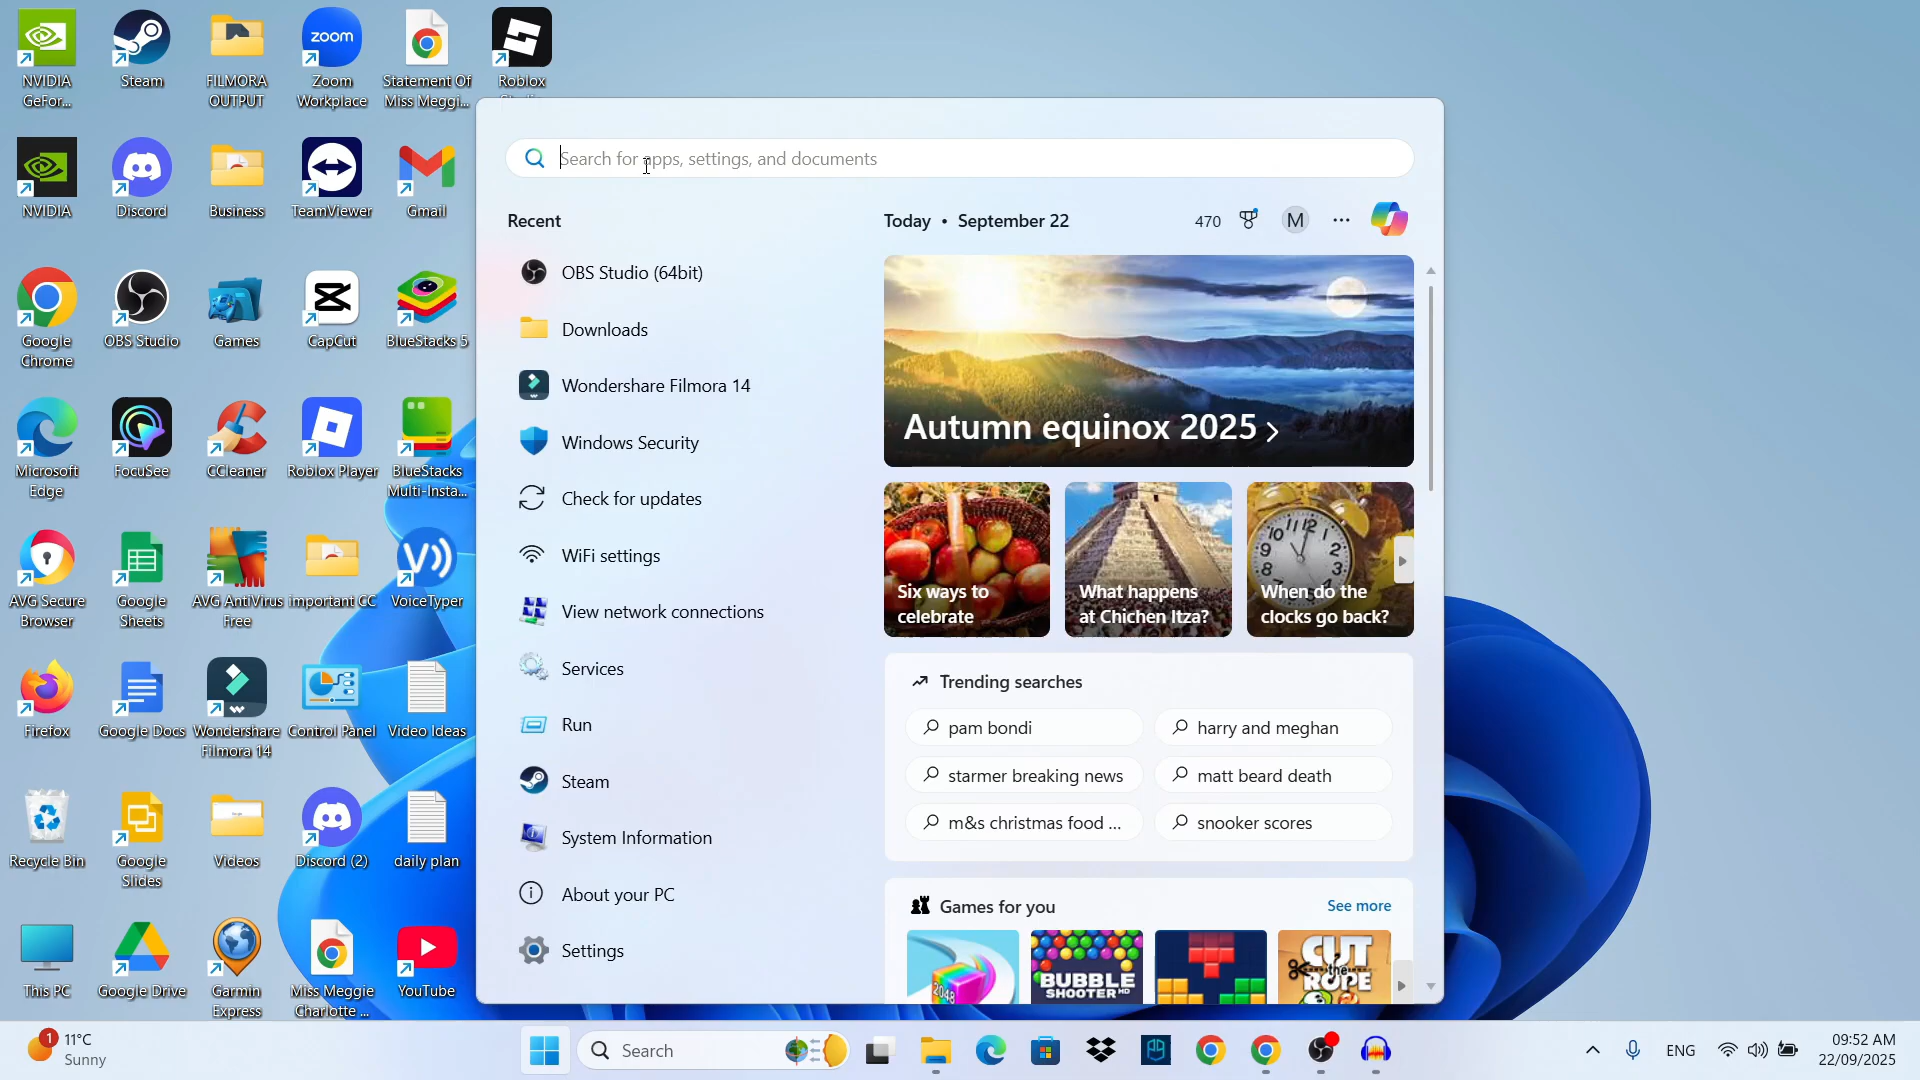 NVIDIA
GeFor...
Steam
FILMORA
OUTPUT
zoom
Zoom
Workplace
Statement Of
Miss Meggi...
Roblox
NVIDIA
Discord
Business
TeamViewer
Gmail
Google
Chrome
OBS Studio
Games
CapCut
BlueStacks 5
Microsoft
Edge
FocuSee
CCleaner
Roblox Player
BlueStacks
Multi-Insta...
AVG Secure
Browser
Google
Sheets
AVG AntiVirus
Free
important CC
VoiceTyper
Firefox
Google Docs
Wondershare
Filmora 14
Control Panel
Video Ideas
Recycle Bin
Google
Slides
Videos
Discord (2)
daily plan
This PC
Google Drive
Garmin
Express
Miss Meggie
Charlotte ...
YouTube
Search for apps, settings, and documents
Recent
OBS Studio (64bit)
Downloads
Wondershare Filmora 14
Windows Security
Check for updates
WiFi settings
View network connections
Services
Run
Steam
System Information
About your PC
Settings
Today • September 22
470
M
Autumn equinox 2025
Six ways to
celebrate
What happens
at Chichen Itza?
When do the
clocks go back?
Trending searches
pam bondi
harry and meghan
starmer breaking news
matt beard death
m&s christmas food ...
snooker scores
Games for you
See more
2048
BUBBLE
SHOOTER HD
CUT
the
ROPE
1
11°C
Sunny
Search
ENG
09:52 AM
22/09/2025